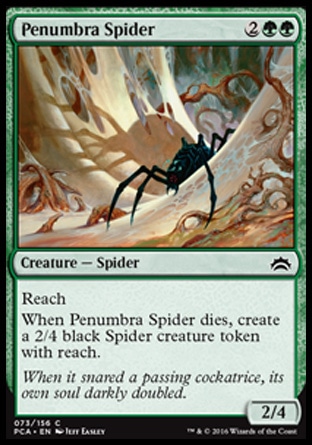 Penumbra Spider 2
Creature — Spider
Reach
When Penumbra Spider dies, create
a 2/4 black Spider creature token
with reach.
When it snared a passing cockatrice, its
own soul darkly doubled.
2/4
073/156 C
PCA • EN Jeff Easley
™ & © 2016 Wizards of the Coast